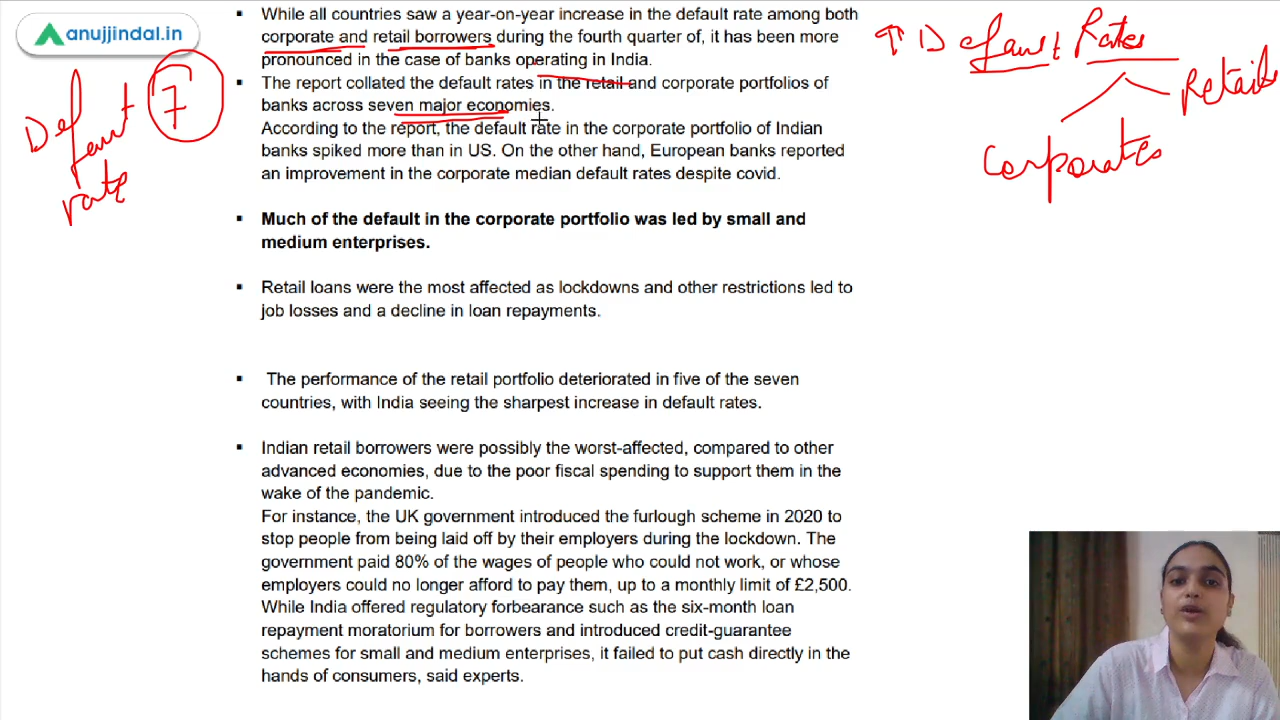 anujjindal.in
While all countries saw a year-on-year increase in the default rate among both
corporate and retail borrowers during the fourth quarter of, it has been more
pronounced in the case of banks operating in India.
The report collated the default rates in the retail and corporate portfolios of
banks across seven major economies.
According to the report, the default rate in the corporate portfolio of Indian
banks spiked more than in US. On the other hand, European banks reported
an improvement in the corporate median default rates despite covid.
Much of the default in the corporate portfolio was led by small and
medium enterprises.
Retail loans were the most affected as lockdowns and other restrictions led to
job losses and a decline in loan repayments.
The performance of the retail portfolio deteriorated in five of the seven
countries, with India seeing the sharpest increase in default rates.
Indian retail borrowers were possibly the worst-affected, compared to other
advanced economies, due to the poor fiscal spending to support them in the
wake of the pandemic.
For instance, the UK government introduced the furlough scheme in 2020 to
stop people from being laid off by their employers during the lockdown. The
government paid 80% of the wages of people who could not work, or whose
employers could no longer afford to pay them, up to a monthly limit of £2,500.
While India offered regulatory forbearance such as the six-month loan
repayment moratorium for borrowers and introduced credit-guarantee
schemes for small and medium enterprises, it failed to put cash directly in the
hands of consumers, said experts.
Default
rate
7
↑ Default Rates
Corporates
Retails